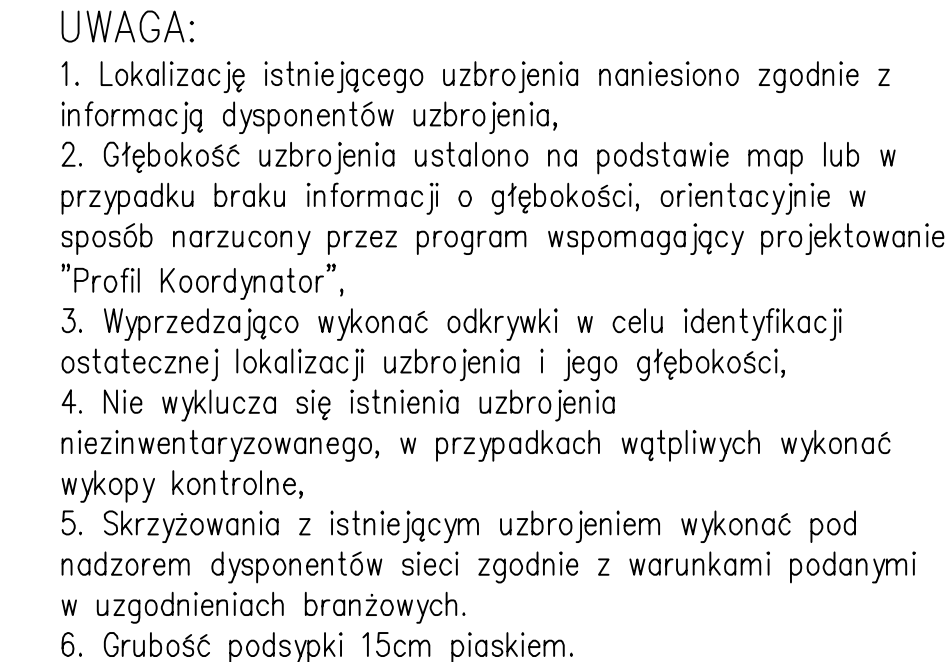 UWAGA:
1. Lokalizację istniejącego uzbrojenia naniesiono zgodnie z
informacją dysponentów uzbrojenia,
2. Głębokość uzbrojenia ustalono na podstawie map lub w
przypadku braku informacji o głębokości, orientacyjnie w
sposób narzucony przez program wspomagający projektowanie
”Profil Koordynator”,
3. Wyprzedzająco wykonać odkrywki w celu identyfikacji
ostatecznej lokalizacji uzbrojenia i jego głębokości,
4. Nie wyklucza się istnienia uzbrojenia
niezinwentaryzowanego, w przypadkach wątpliwych wykonać
wykopy kontrolne,
5. Skrzyżowania z istniejącym uzbrojeniem wykonać pod
nadzorem dysponentów sieci zgodnie z warunkami podanymi
w uzgodnieniach branżowych.
6. Grubość podsypki 15cm piaskiem.